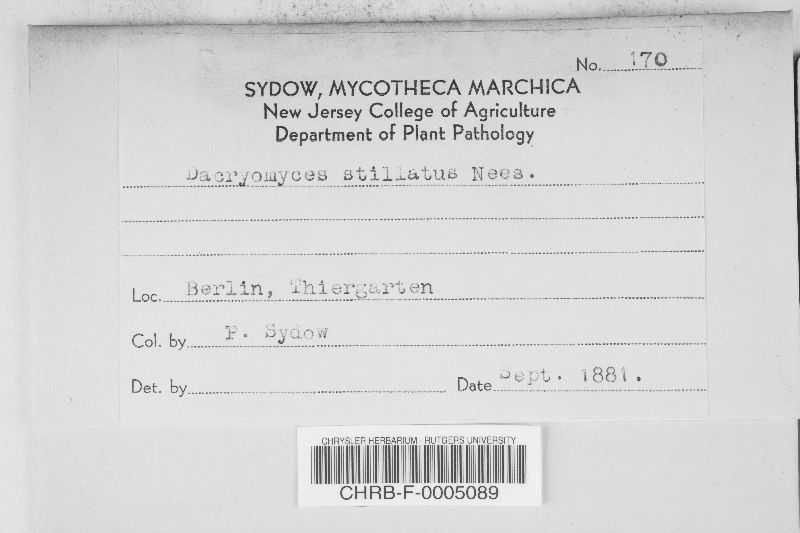 No. 170
SYDOW, MYCOTHECA MARCHICA
New Jersey College of Agriculture
Department of Plant Pathology
Dacryomyces stillatus Nees.
Loc. Berlin, Thiergarten
Col. by P. Sydow
Det. by
Date Sept. 1881.
CHRYSLER HERBARIUM - RUTGERS UNIVERSITY
CHRB-F-0005089